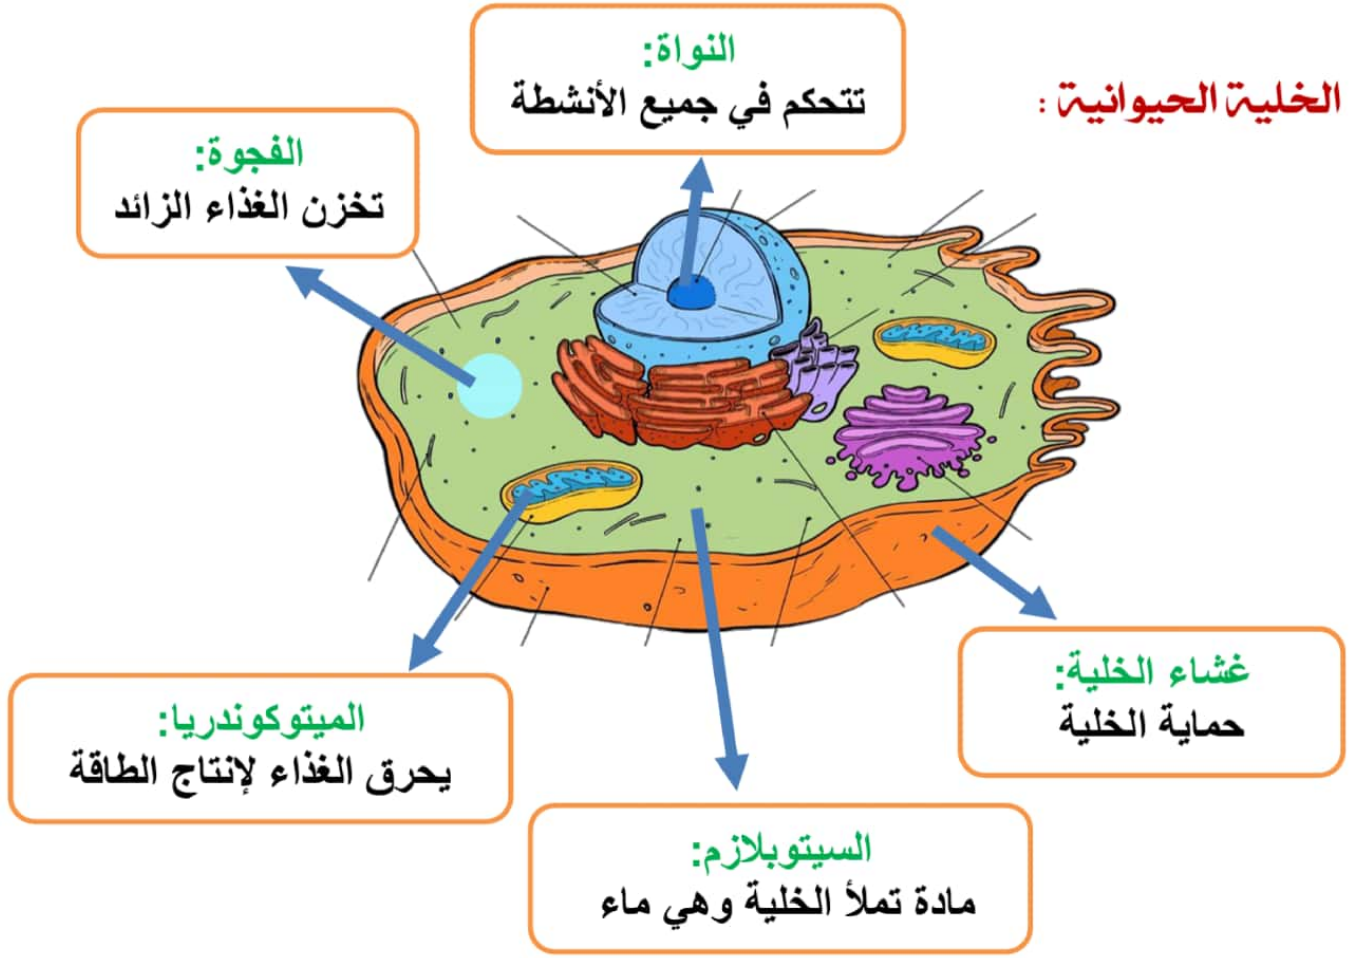 الخلية الحيوانية :
النواة:
تتحكم في جميع الأنشطة
الفجوة:
تخزن الغذاء الزائد
غشاء الخلية:
حماية الخلية
الميتوكوندريا:
يحرق الغذاء لإنتاج الطاقة
السيتوبلازم:
مادة تملأ الخلية وهي ماء